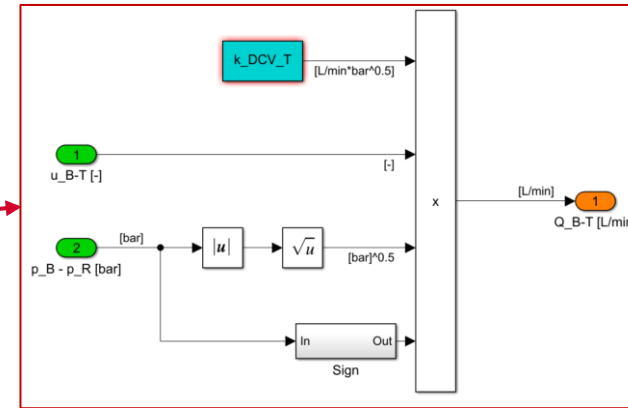 k_DCV_T
[L/min*bar^0.5]
1
u_B-T [-]
[-]
x
[L/min]
1
Q_B-T [L/min
2
[bar]
p_B - p_R [bar]
|u|
√u
[bar]^0.5
In
Out
Sign